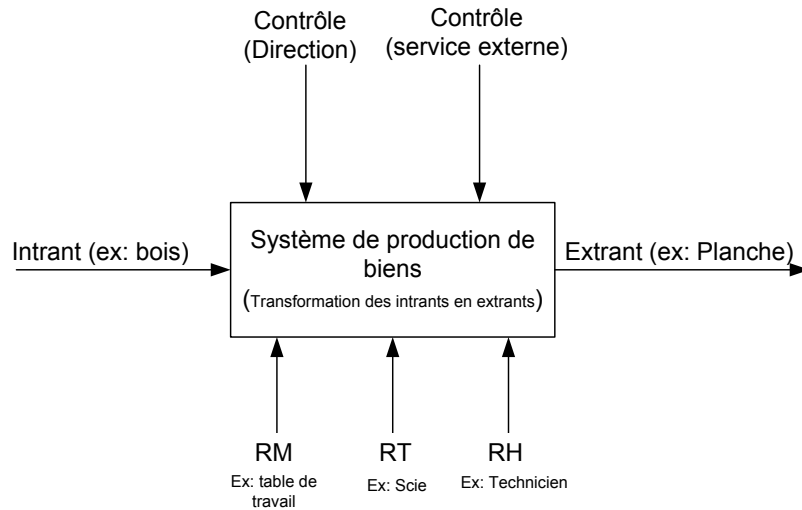 Contrôle
(Direction)
Contrôle
(service externe)
Intrant (ex: bois)
Système de production de
biens
(Transformation des intrants en extrants)
Extrant (ex: Planche)
RM
Ex: table de
travail
RT
Ex: Scie
RH
Ex: Technicien